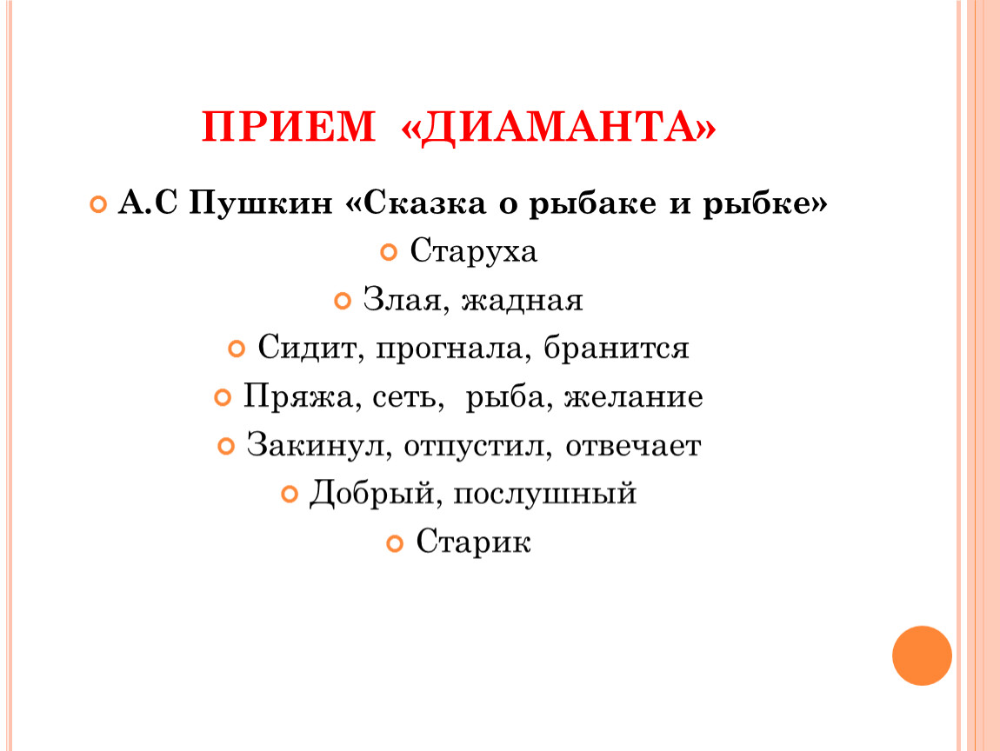 ПРИЕМ «ДИАМАНТА»
А.С Пушкин «Сказка о рыбаке и рыбке»
Старуха
Злая, жадная
Сидит, прогнала, бранится
Пряжа, сеть, рыба, желание
Закинул, отпустил, отвечает
Добрый, послушный
Старик